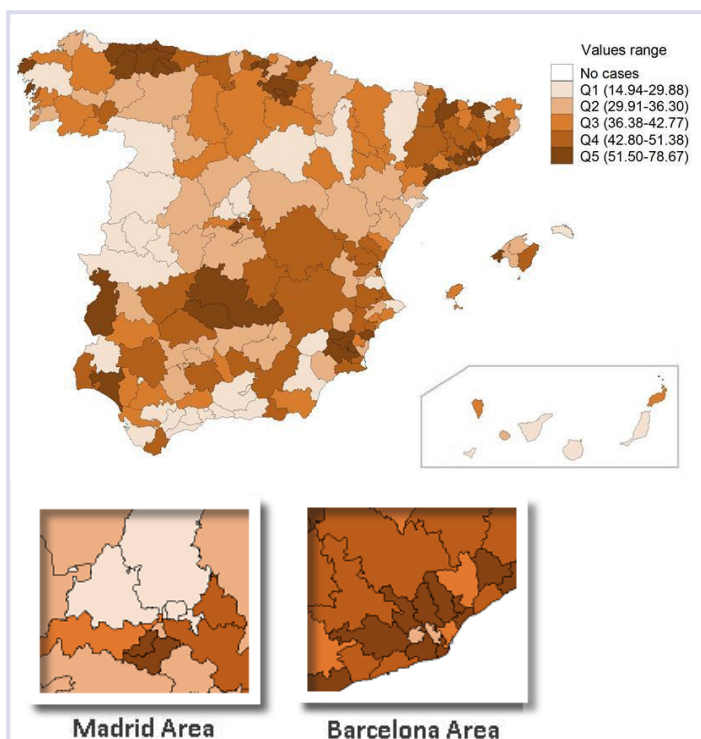 Values range
No cases
Q1 (14.94-29.88)
Q2 (29.91-36.30)
Q3 (36.38-42.77)
Q4 (42.80-51.38)
Q5 (51.50-78.67)
Madrid Area
Barcelona Area